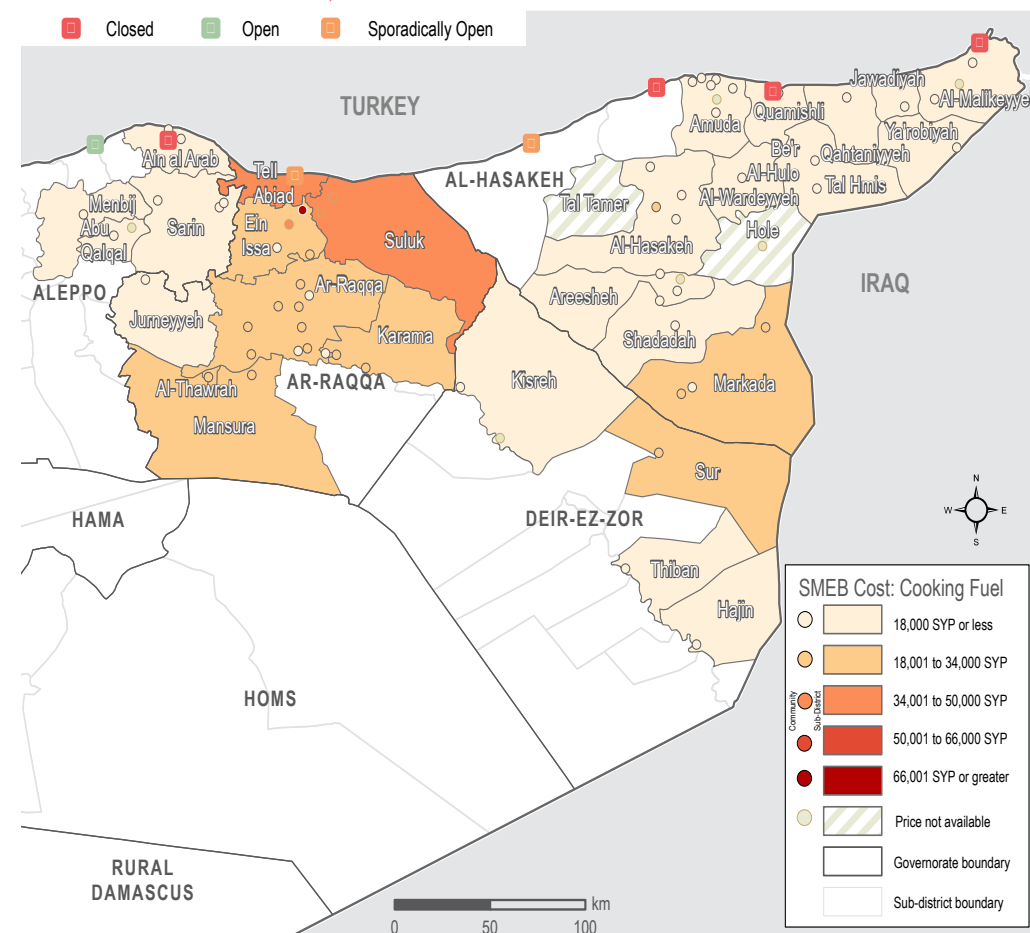 Closed
Open
Sporadically Open
TURKEY
Jawadiyah
Al-Malikeyye
Amuda
Quamishli
Ya'robiyah
Ain al Arab
Be'r
Al-Hulo
Al-Wardeyyeh
Qahtaniyyeh
Tell
Abiad
AL-HASAKEH
Tal Hmis
Menbij
Tal Tamer
Abu
Qalqal
Sarin
Ein
Issa
Suluk
Al-Hasakeh
Hole
IRAQ
ALEPPO
Ar-Raqqa
Areesheh
Jurneyyeh
Karama
Shadadah
AR-RAQQA
Kisreh
Markada
Al-Thawrah
Mansura
Sur
HAMA
DEIR-EZ-ZOR
N
W
E
S
Thiban
Hajin
HOMS
RURAL
DAMASCUS
SMEB Cost: Cooking Fuel
18,000 SYP or less
18,001 to 34,000 SYP
Community
Sub-District
34,001 to 50,000 SYP
50,001 to 66,000 SYP
66,001 SYP or greater
Price not available
Governorate boundary
Sub-district boundary
km
0
50
100